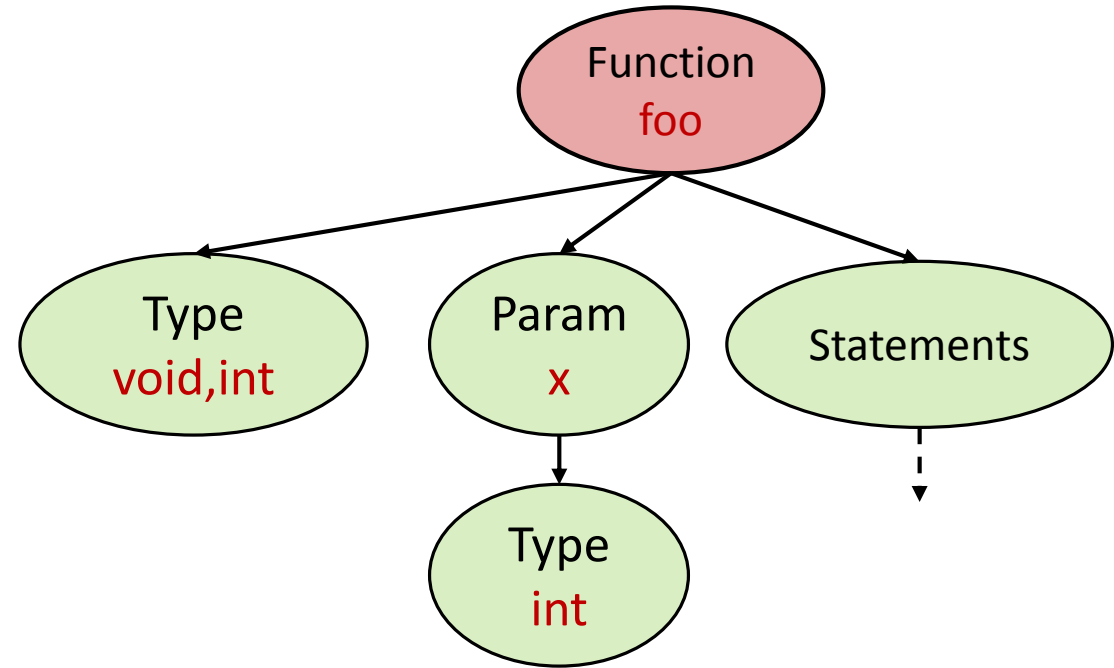 Function
foo
Type
void,int
Param
x
Statements
Type
int